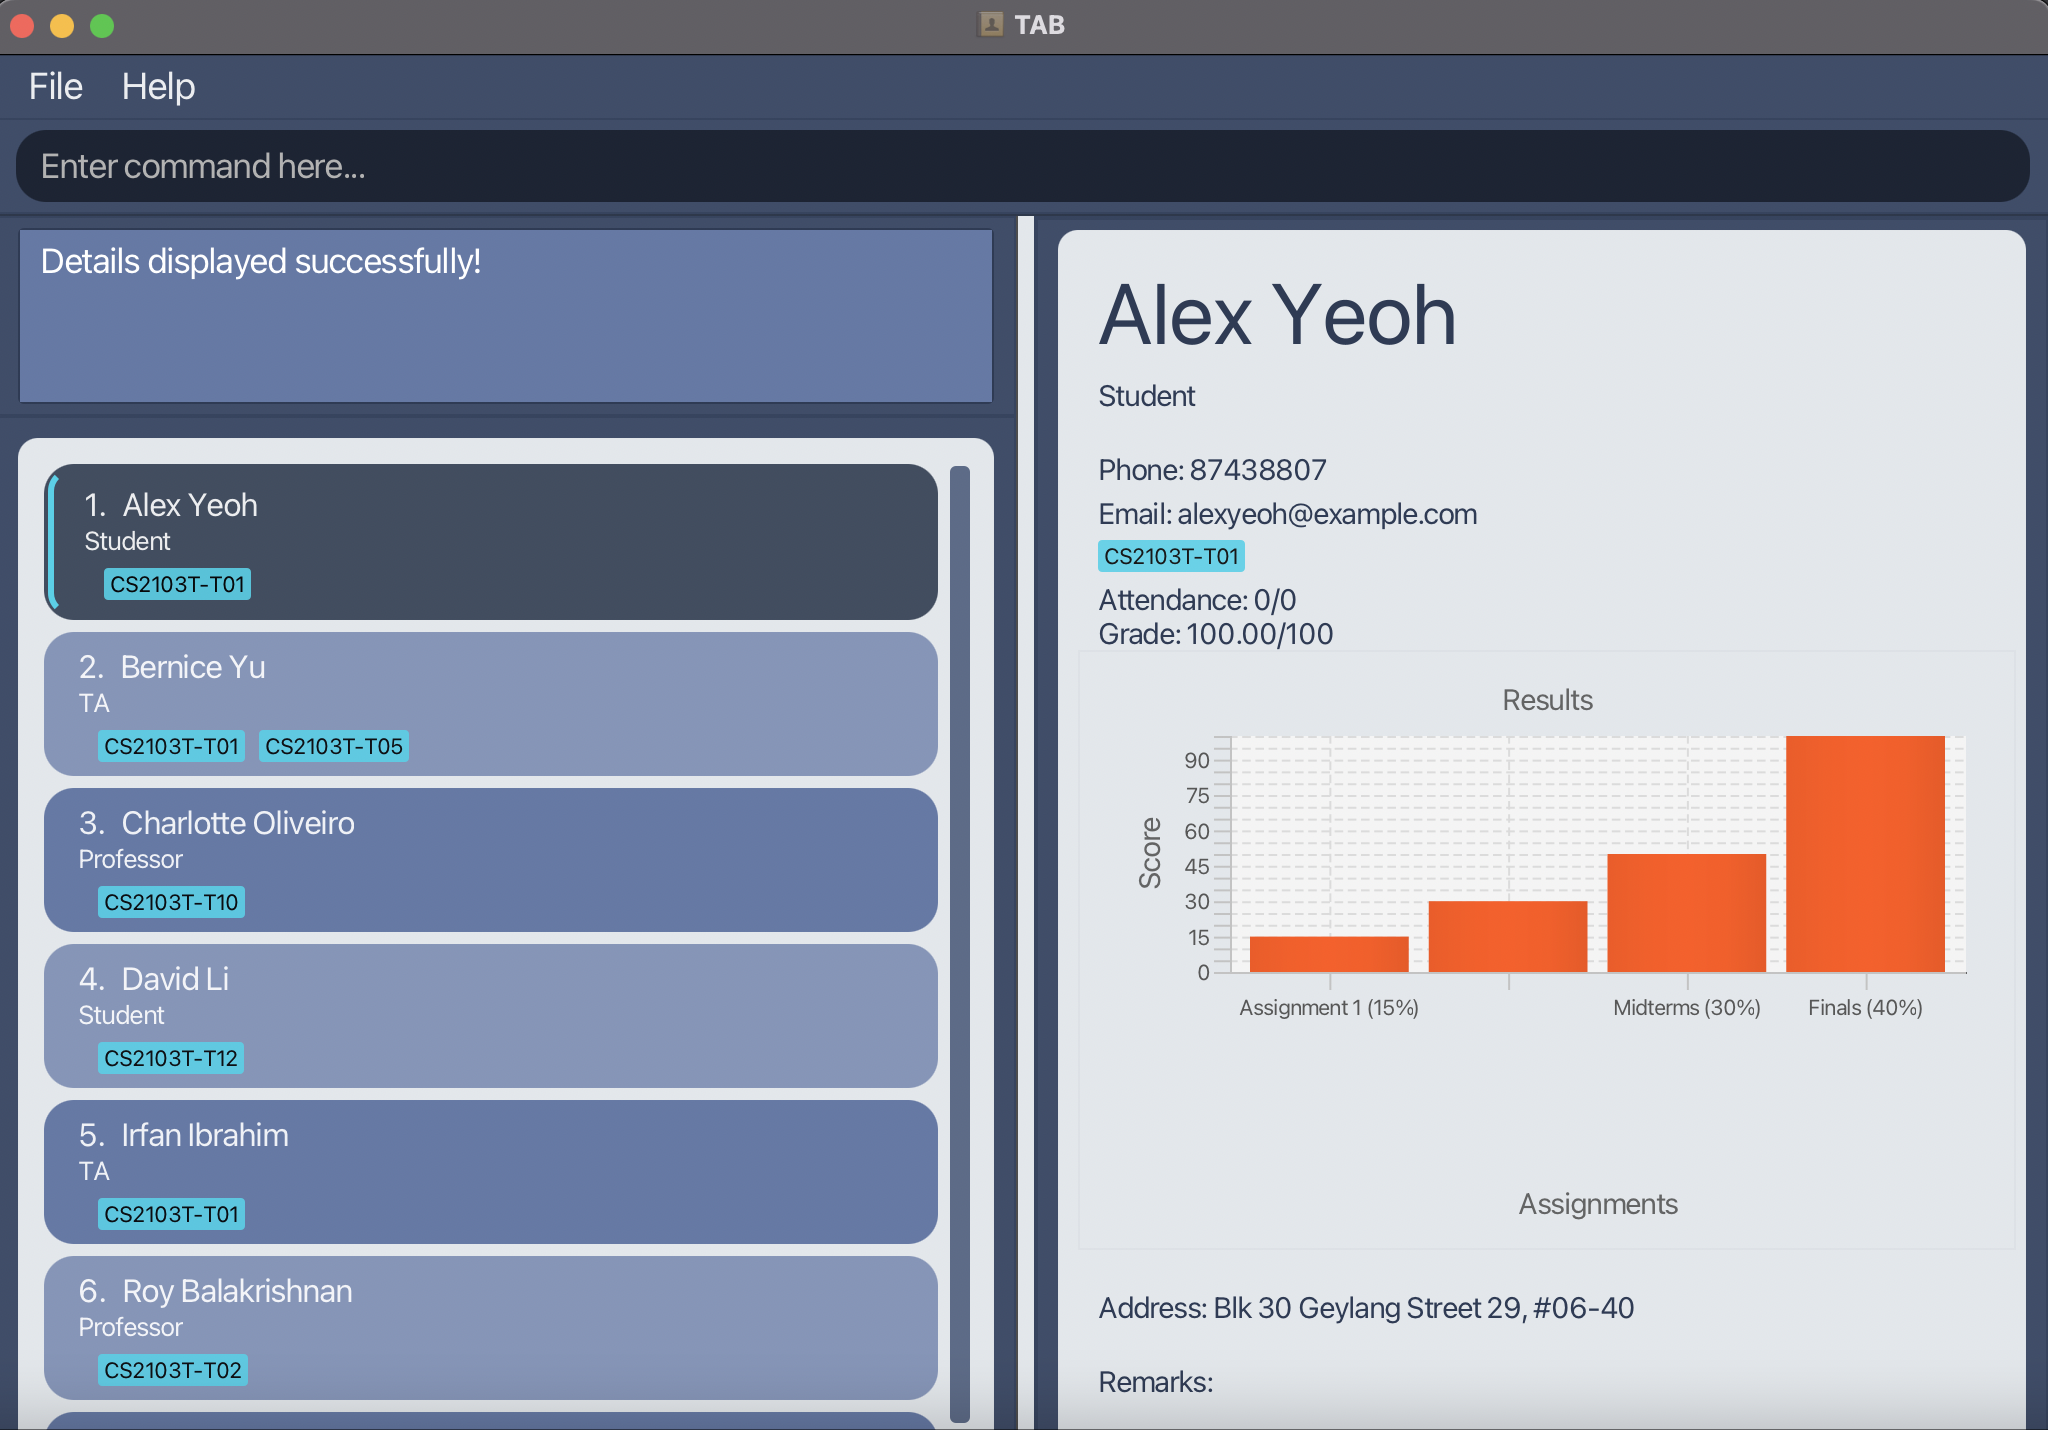 TAB
File Help
Enter command here...
Details displayed successfully!
1. Alex Yeoh
Student
CS2103T-T01
2. Bernice Yu
TA
CS2103T-T01 CS2103T-T05
3. Charlotte Oliveiro
Professor
CS2103T-T10
4. David Li
Student
CS2103T-T12
5. Irfan Ibrahim
TA
CS2103T-T01
6. Roy Balakrishnan
Professor
CS2103T-T02
Alex Yeoh
Student
Phone: 87438807
Email: alexyeoh@example.com
CS2103T-T01
Attendance: 0/0
Grade: 100.00/100
Results
Score
90
75
60
45
30
15
0
Assignment 1 (15%) Midterms (30%) Finals (40%)
Assignments
Address: Blk 30 Geylang Street 29, #06-40
Remarks: